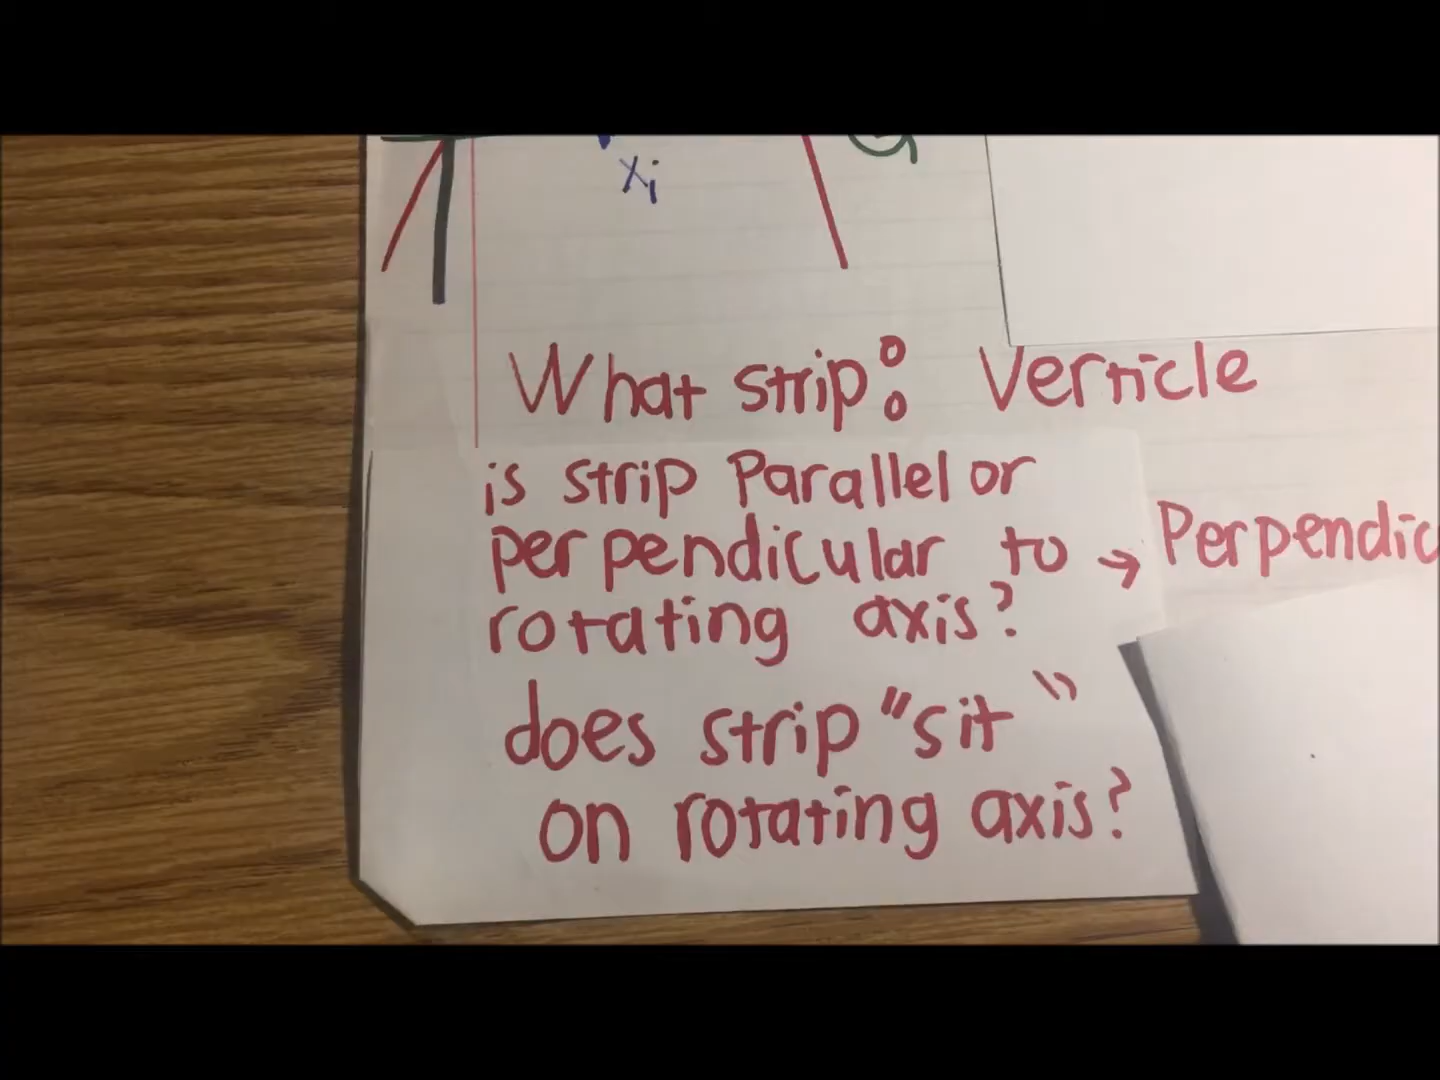 xi
What strip: Verticle
is strip Parallel or
perpendicular to → Perpendic
rotating axis?
does strip "sit"
on rotating axis?